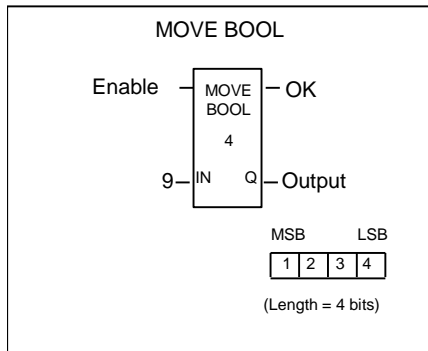 MOVE BOOL
Enable
MOVE
BOOL
OK
4
9
IN
Q
Output
MSB LSB
1 2 3 4
(Length = 4 bits)